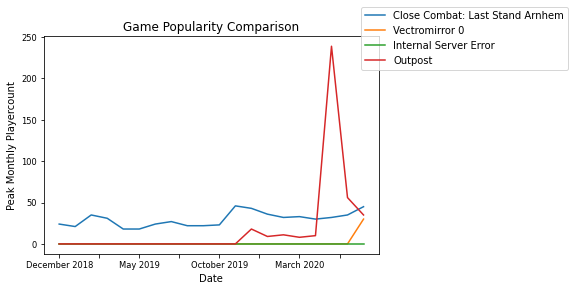 Game Popularity Comparison
Close Combat: Last Stand Arnhem
Vectromirror 0
Internal Server Error
Outpost
Peak Monthly Playercount
250
200
150
100
50
0
December 2018 May 2019 October 2019 March 2020
Date